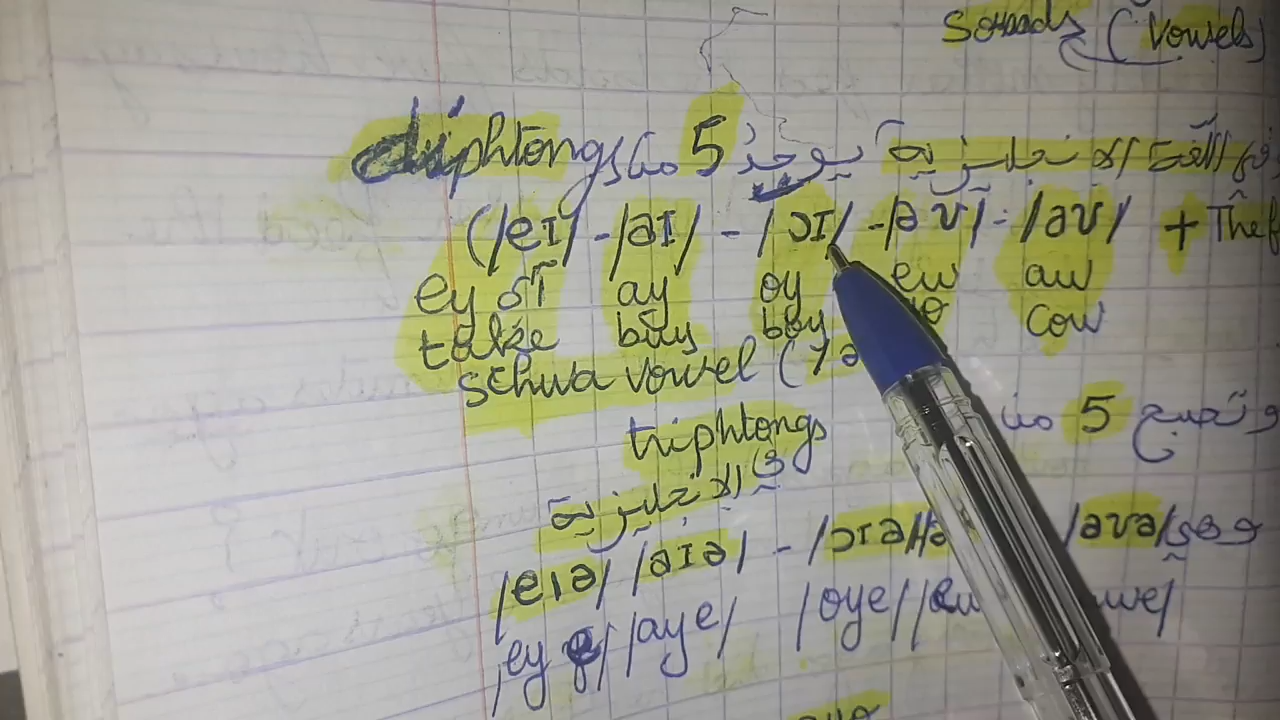 Sounds (Vowels)
في اللغة الانجليزية يوجد 5 من diphtongs
(/eɪ/ - /aɪ/ - /ɔɪ/ - /əʊ/ - /aʊ/ + The
ey ay oy ew aw
take buy boy cow
schwa vowel (/ə
وتصبح 5 من
triphtongs
في الانجليزية
وهي /eɪə/ /aɪə/ - /ɔɪə/ /aʊə/
/ey /aye/ /oye/